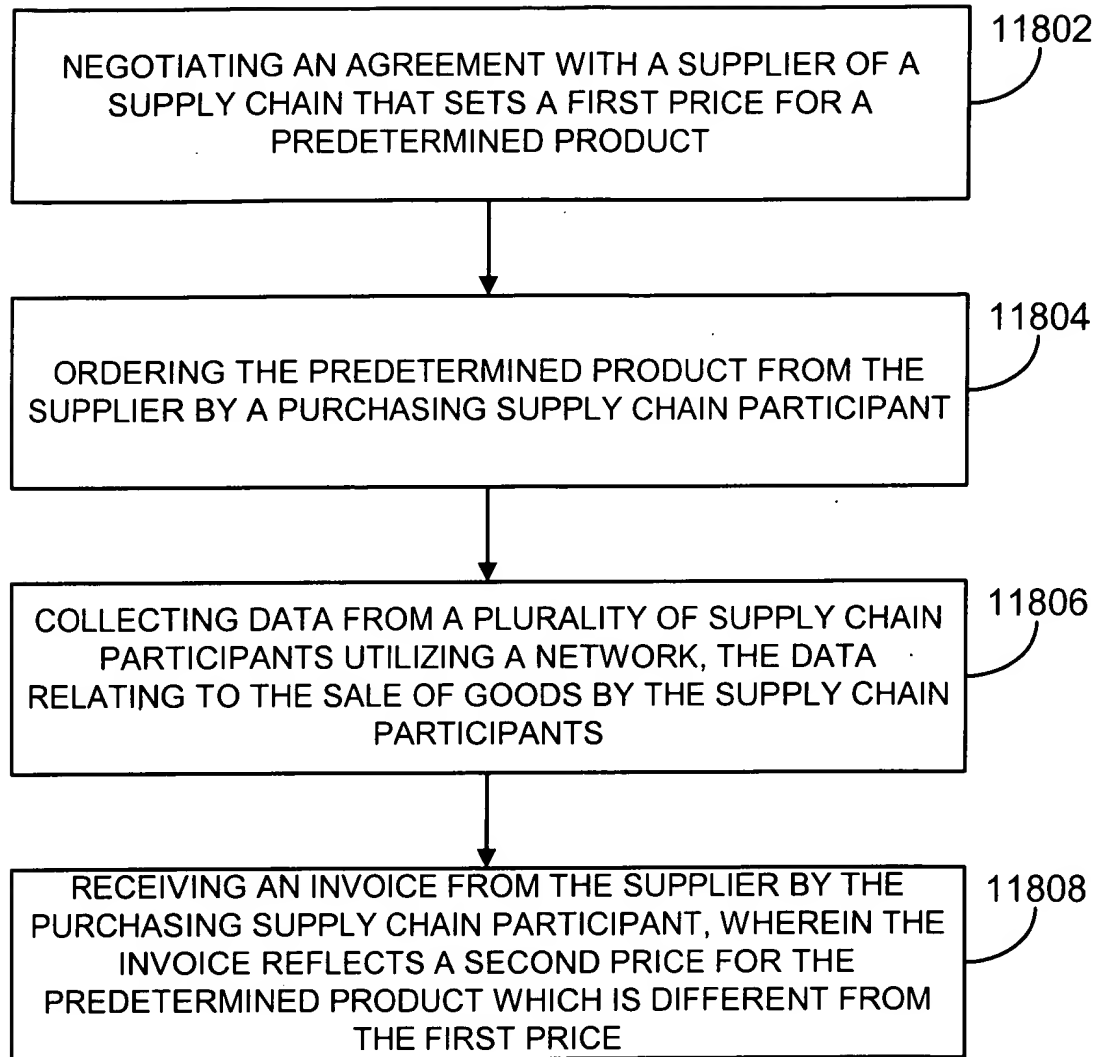 11802
NEGOTIATING AN AGREEMENT WITH A SUPPLIER OF A
SUPPLY CHAIN THAT SETS A FIRST PRICE FOR A
PREDETERMINED PRODUCT
11804
ORDERING THE PREDETERMINED PRODUCT FROM THE
SUPPLIER BY A PURCHASING SUPPLY CHAIN PARTICIPANT
11806
COLLECTING DATA FROM A PLURALITY OF SUPPLY CHAIN
PARTICIPANTS UTILIZING A NETWORK, THE DATA
RELATING TO THE SALE OF GOODS BY THE SUPPLY CHAIN
PARTICIPANTS
11808
RECEIVING AN INVOICE FROM THE SUPPLIER BY THE
PURCHASING SUPPLY CHAIN PARTICIPANT, WHEREIN THE
INVOICE REFLECTS A SECOND PRICE FOR THE
PREDETERMINED PRODUCT WHICH IS DIFFERENT FROM
THE FIRST PRICE